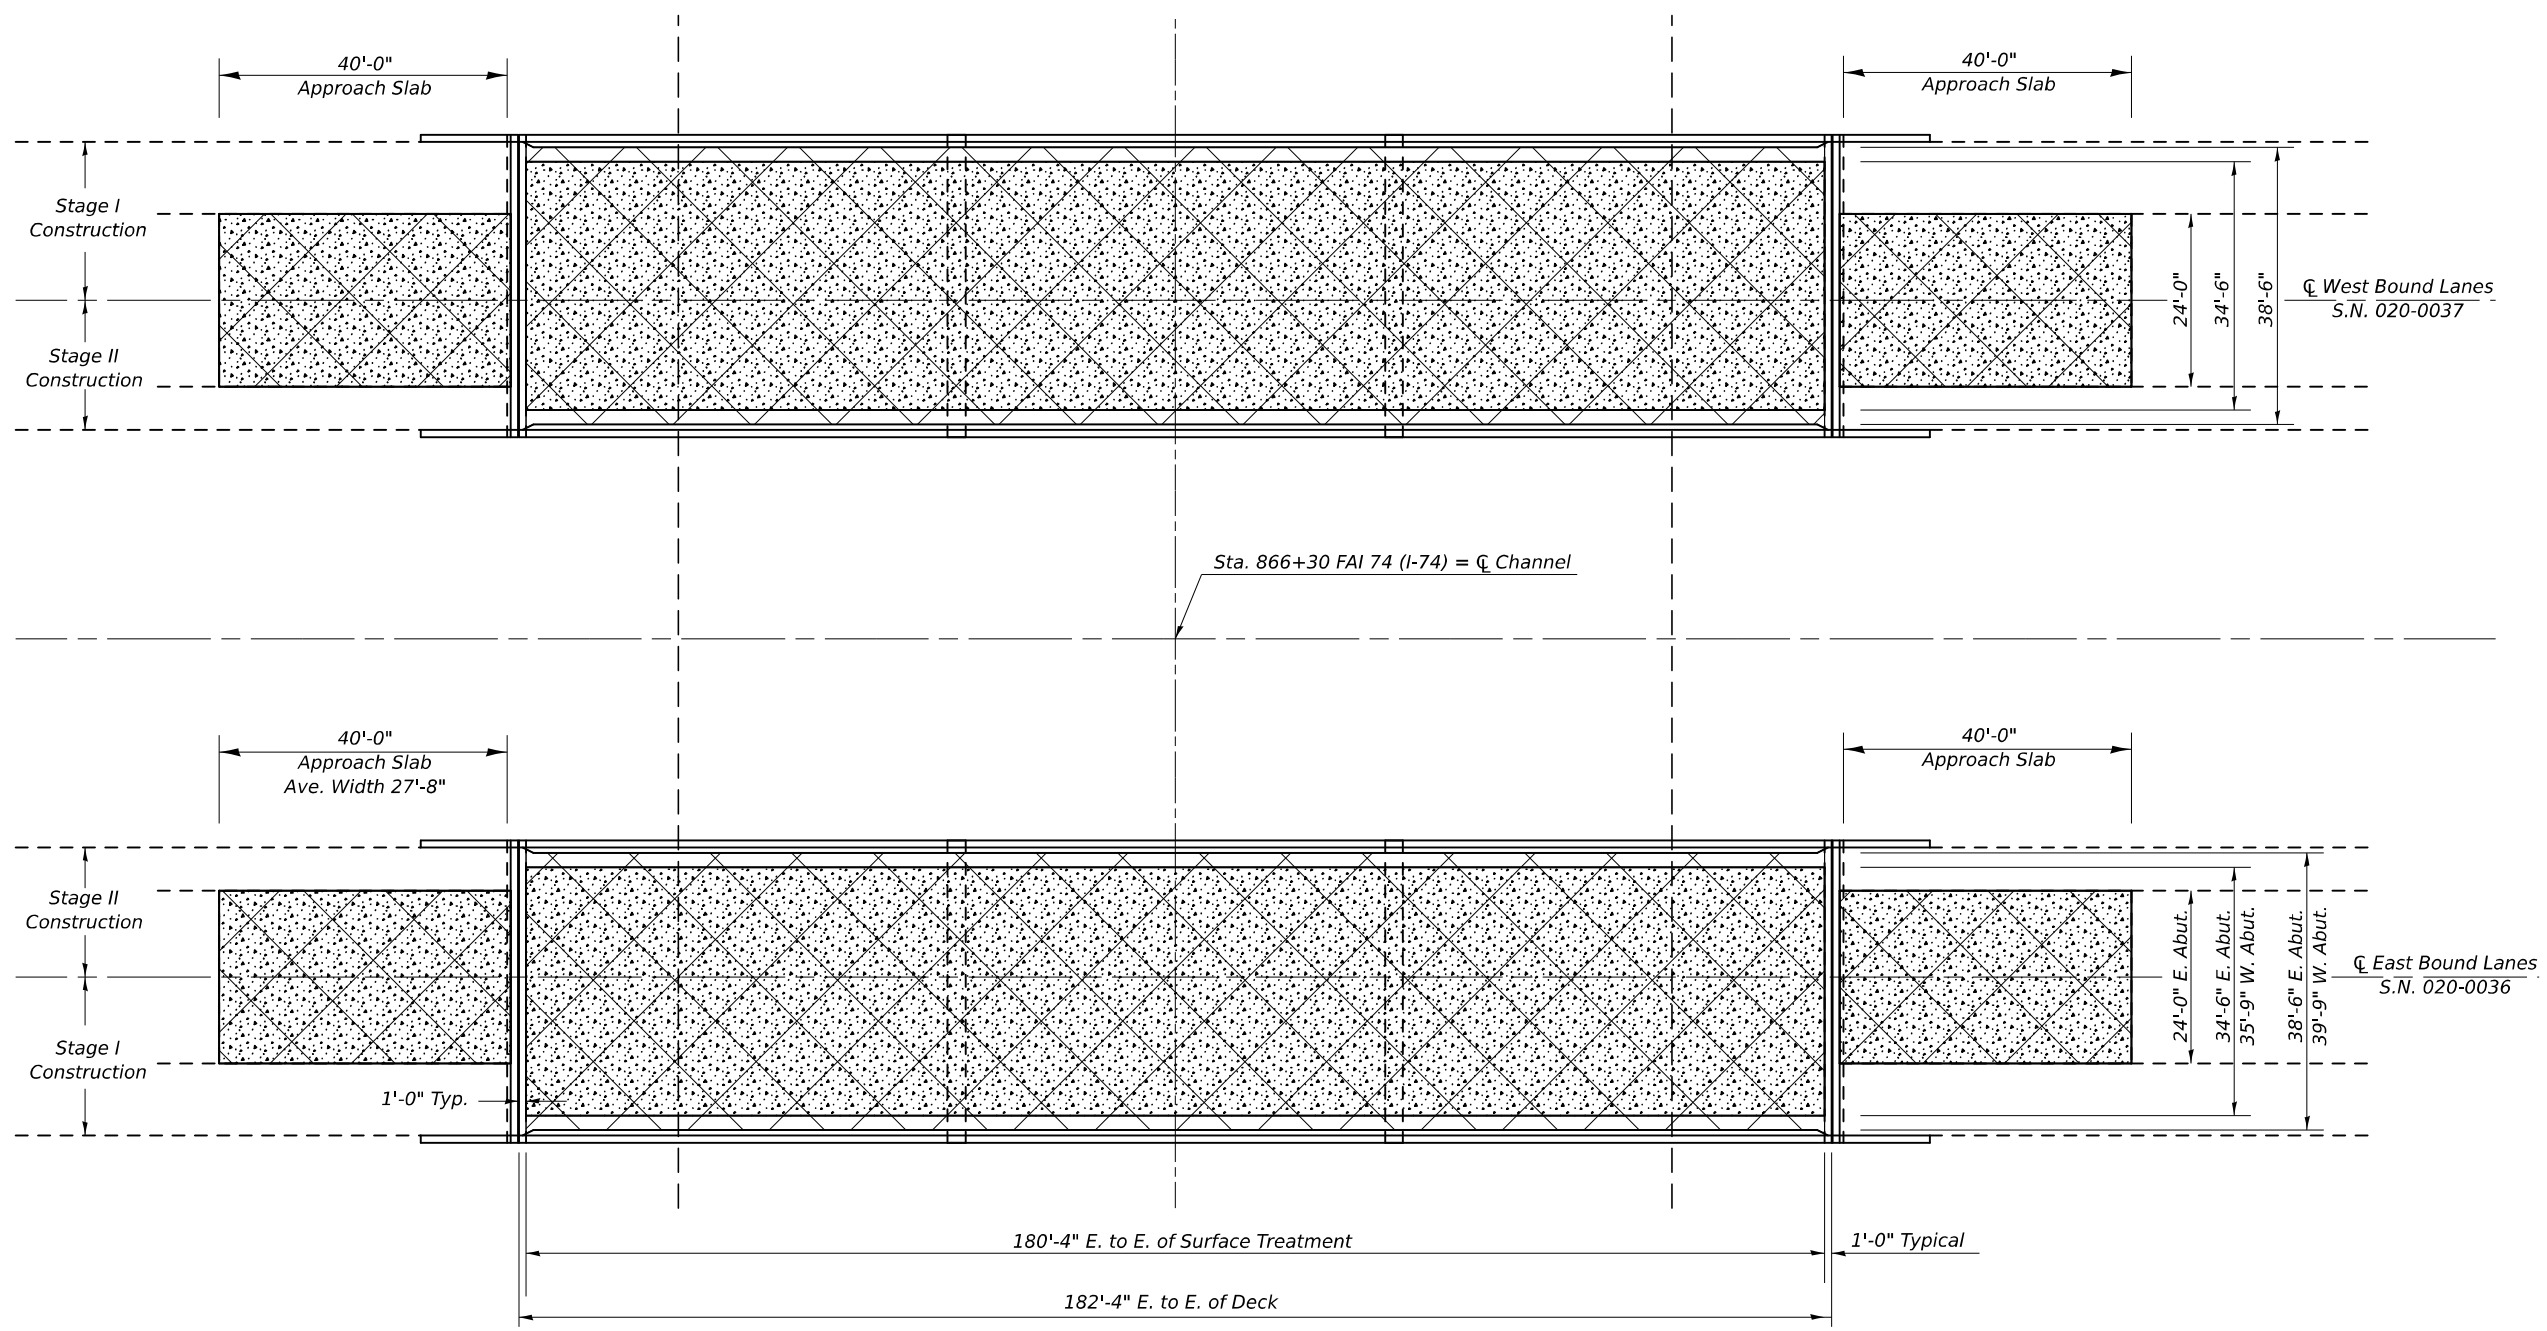 40'-0"
Approach Slab
40'-0"
Approach Slab
Stage I
Construction
Stage II
Construction
24'-0"
34'-6"
38'-6"
℄ West Bound Lanes
S.N. 020-0037
Sta. 866+30 FAI 74 (I-74) = ℄ Channel
40'-0"
Approach Slab
Ave. Width 27'-8"
40'-0"
Approach Slab
Stage II
Construction
Stage I
Construction
1'-0" Typ.
24'-0" E. Abut.
34'-6" E. Abut.
35'-9" W. Abut.
38'-6" E. Abut.
39'-9" W. Abut.
℄ East Bound Lanes
S.N. 020-0036
180'-4" E. to E. of Surface Treatment
1'-0" Typical
182'-4" E. to E. of Deck